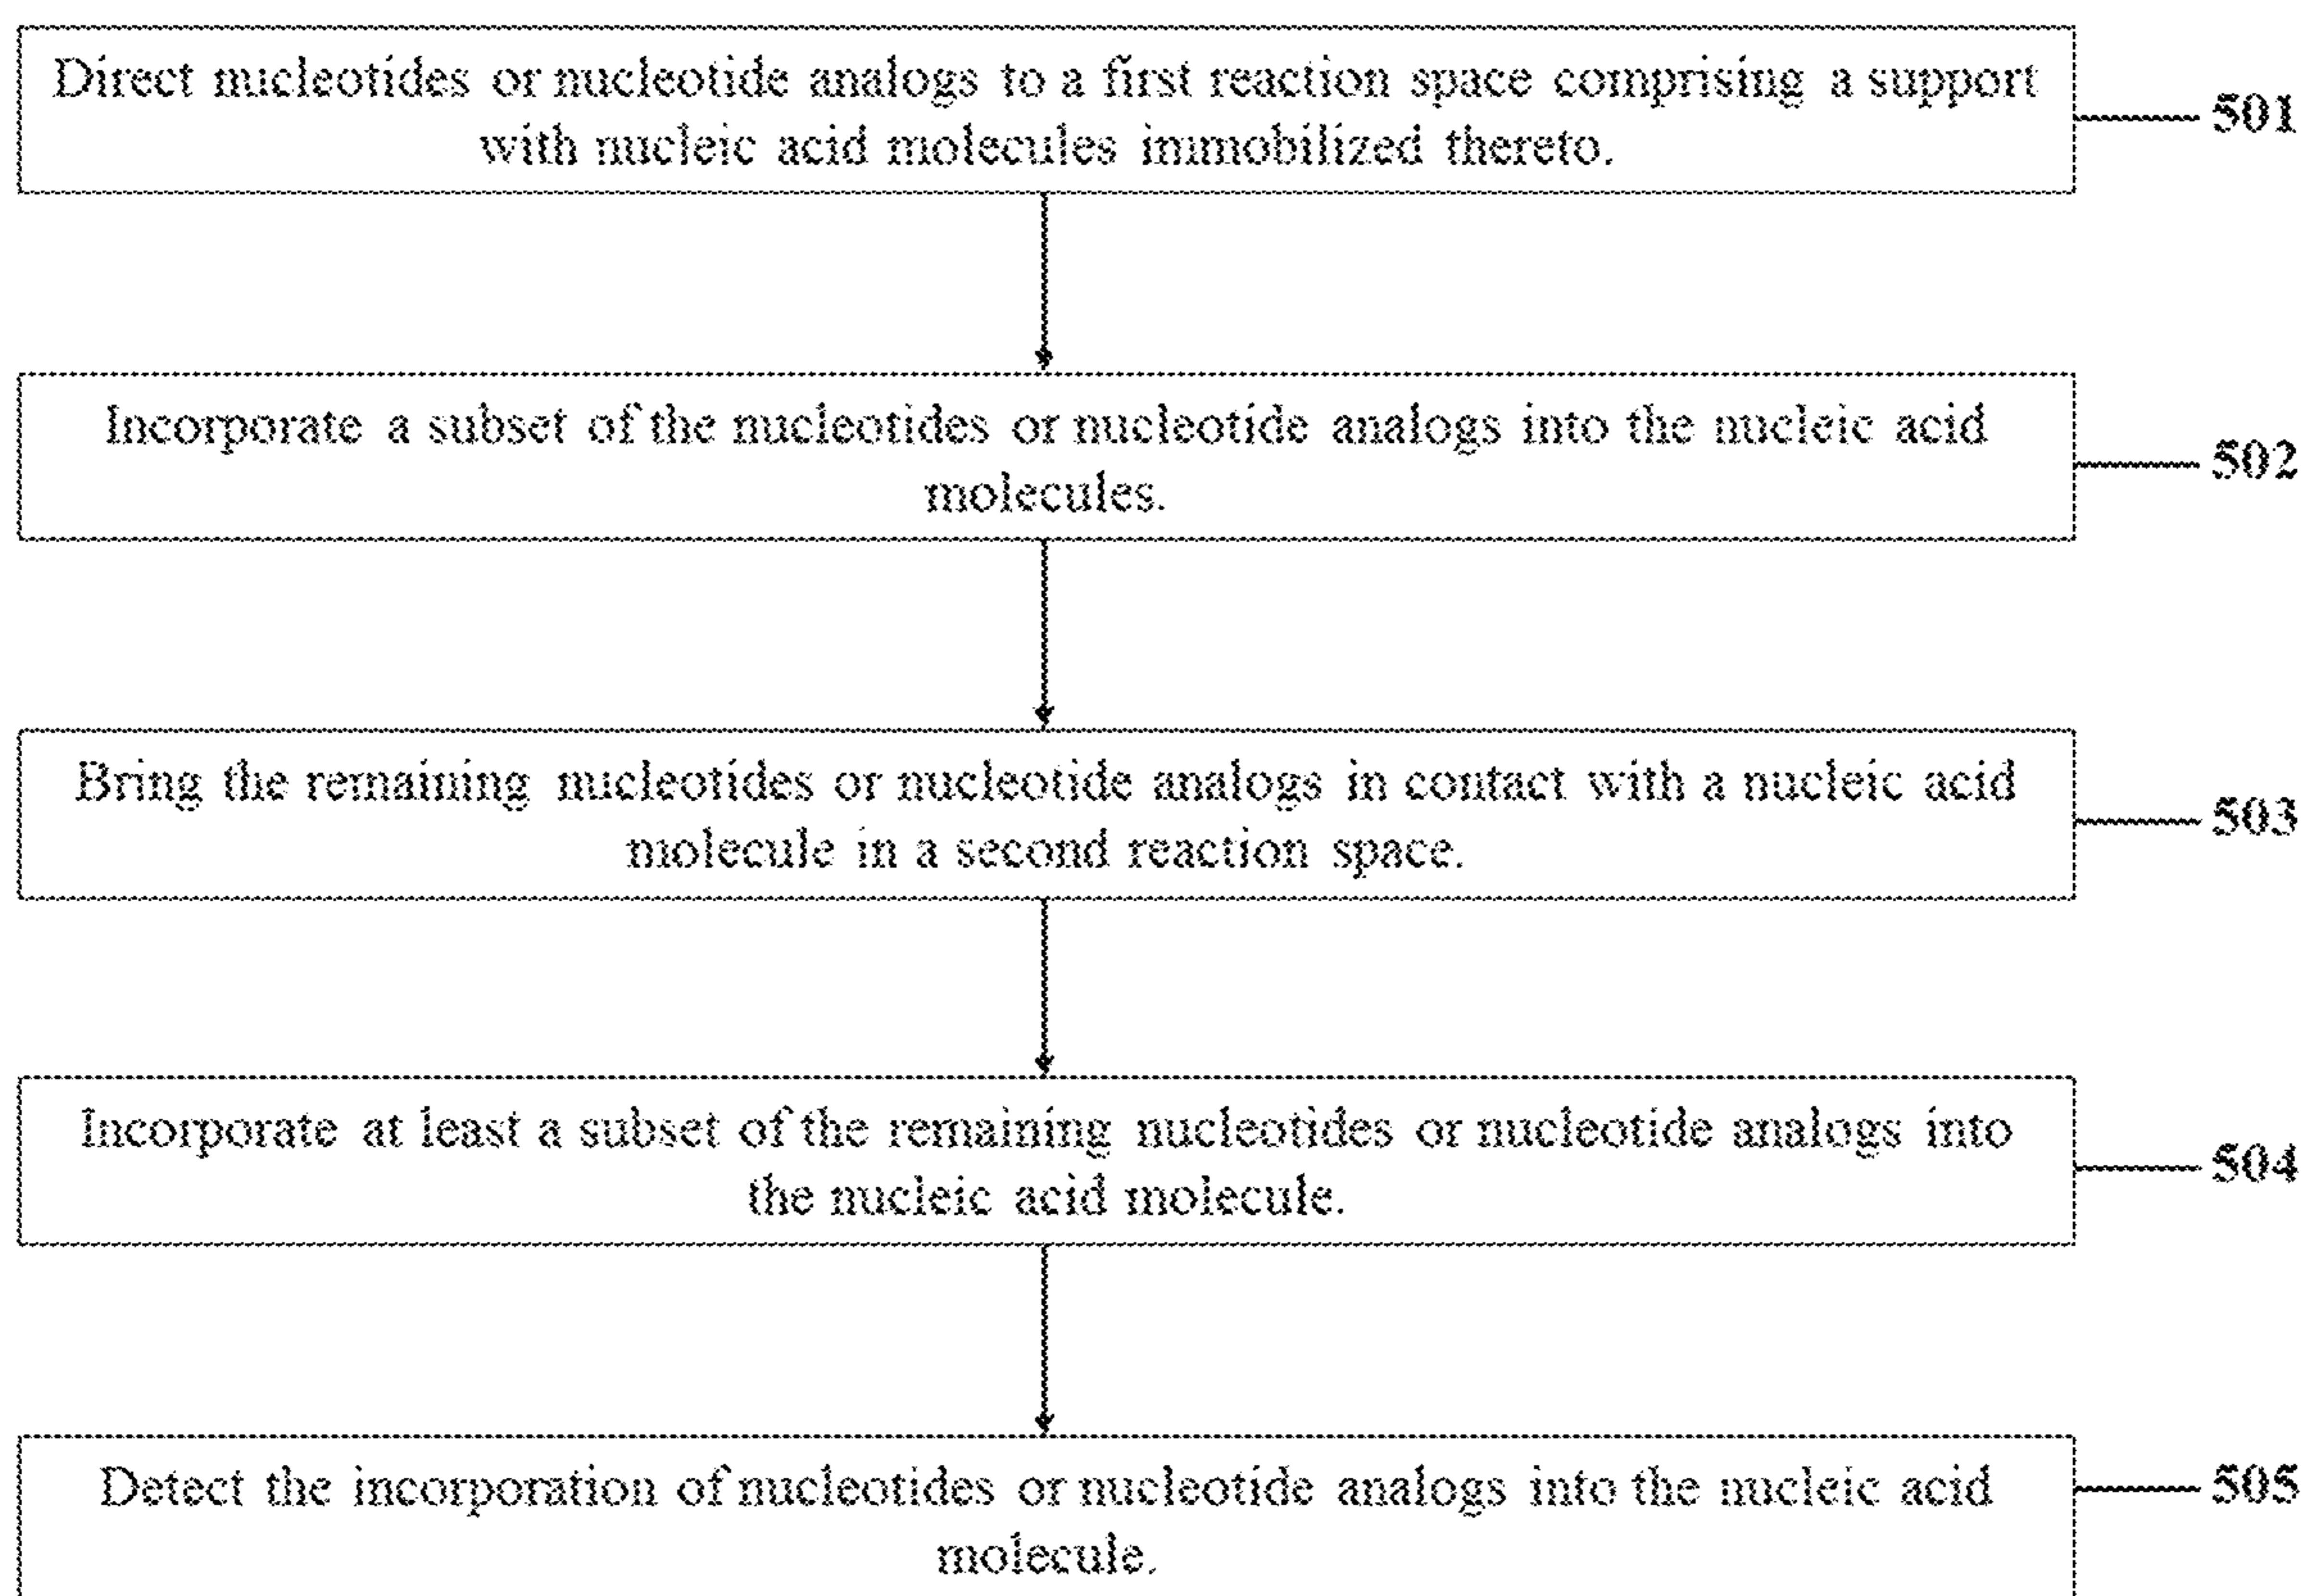 Direct nucleotides or nucleotide analogs to a first reaction space comprising a support
with nucleic acid molecules immobilized thereto.
501
Incorporate a subset of the nucleotides or nucleotide analogs into the nucleic acid
molecules.
502
Bring the remaining nucleotides or nucleotide analogs in contact with a nucleic acid
molecule in a second reaction space.
503
Incorporate at least a subset of the remaining nucleotides or nucleotide analogs into
the nucleic acid molecule.
504
Detect the incorporation of nucleotides or nucleotide analogs into the nucleic acid
molecule.
505